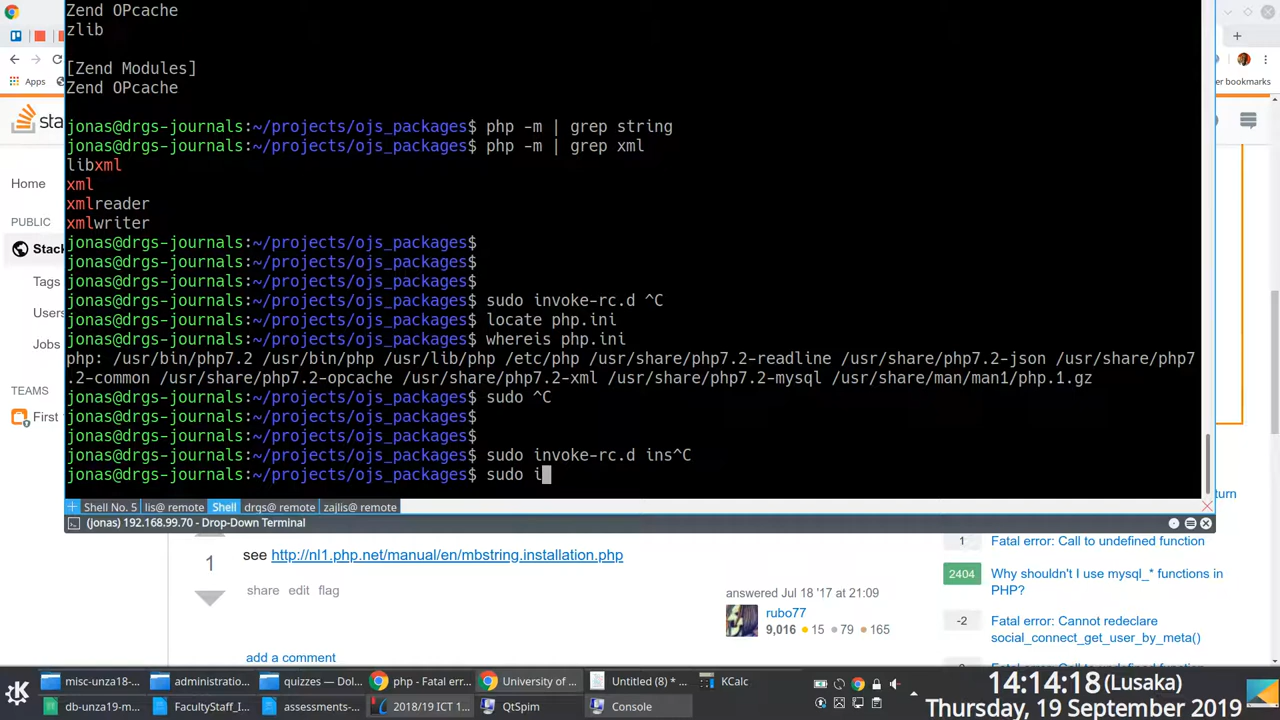 Zend OPcache
zlib
[Zend Modules]
Zend OPcache
jonas@drgs-journals:~/projects/ojs_packages$ php -m | grep string
jonas@drgs-journals:~/projects/ojs_packages$ php -m | grep xml
libxml
xml
xmlreader
xmlwriter
jonas@drgs-journals:~/projects/ojs_packages$
jonas@drgs-journals:~/projects/ojs_packages$
jonas@drgs-journals:~/projects/ojs_packages$
jonas@drgs-journals:~/projects/ojs_packages$ sudo invoke-rc.d ^C
jonas@drgs-journals:~/projects/ojs_packages$ locate php.ini
jonas@drgs-journals:~/projects/ojs_packages$ whereis php.ini
php: /usr/bin/php7.2 /usr/bin/php /usr/lib/php /etc/php /usr/share/php7.2-readline /usr/share/php7.2-json /usr/share/php7
.2-common /usr/share/php7.2-opcache /usr/share/php7.2-xml /usr/share/php7.2-mysql /usr/share/man/man1/php.1.gz
jonas@drgs-journals:~/projects/ojs_packages$ sudo ^C
jonas@drgs-journals:~/projects/ojs_packages$
jonas@drgs-journals:~/projects/ojs_packages$
jonas@drgs-journals:~/projects/ojs_packages$ sudo invoke-rc.d ins^C
jonas@drgs-journals:~/projects/ojs_packages$ sudo i
Shell No. 5 lis@ remote Shell drgs@ remote zajlis@ remote
(jonas) 192.168.99.70 - Drop-Down Terminal
Apps
er bookmarks
sta
Home
PUBLIC
Stack
Tags
Users
Jobs
TEAMS
First
1
see http://nl1.php.net/manual/en/mbstring.installation.php
share edit flag
answered Jul 18 '17 at 21:09
rubo77
9,016 15 79 165
add a comment
turn
1 Fatal error: Call to undefined function
2404 Why shouldn't I use mysql_* functions in
PHP?
-2 Fatal error: Cannot redeclare
social_connect_get_user_by_meta()
misc-unza18-... administratio... quizzes — Dol... php - Fatal err... University of ... Untitled (8) * ... KCalc
db-unza19-m... FacultyStaff_I... assessments-... 2018/19 ICT 1... QtSpim Console
14:14:18 (Lusaka)
Thursday, 19 September 2019